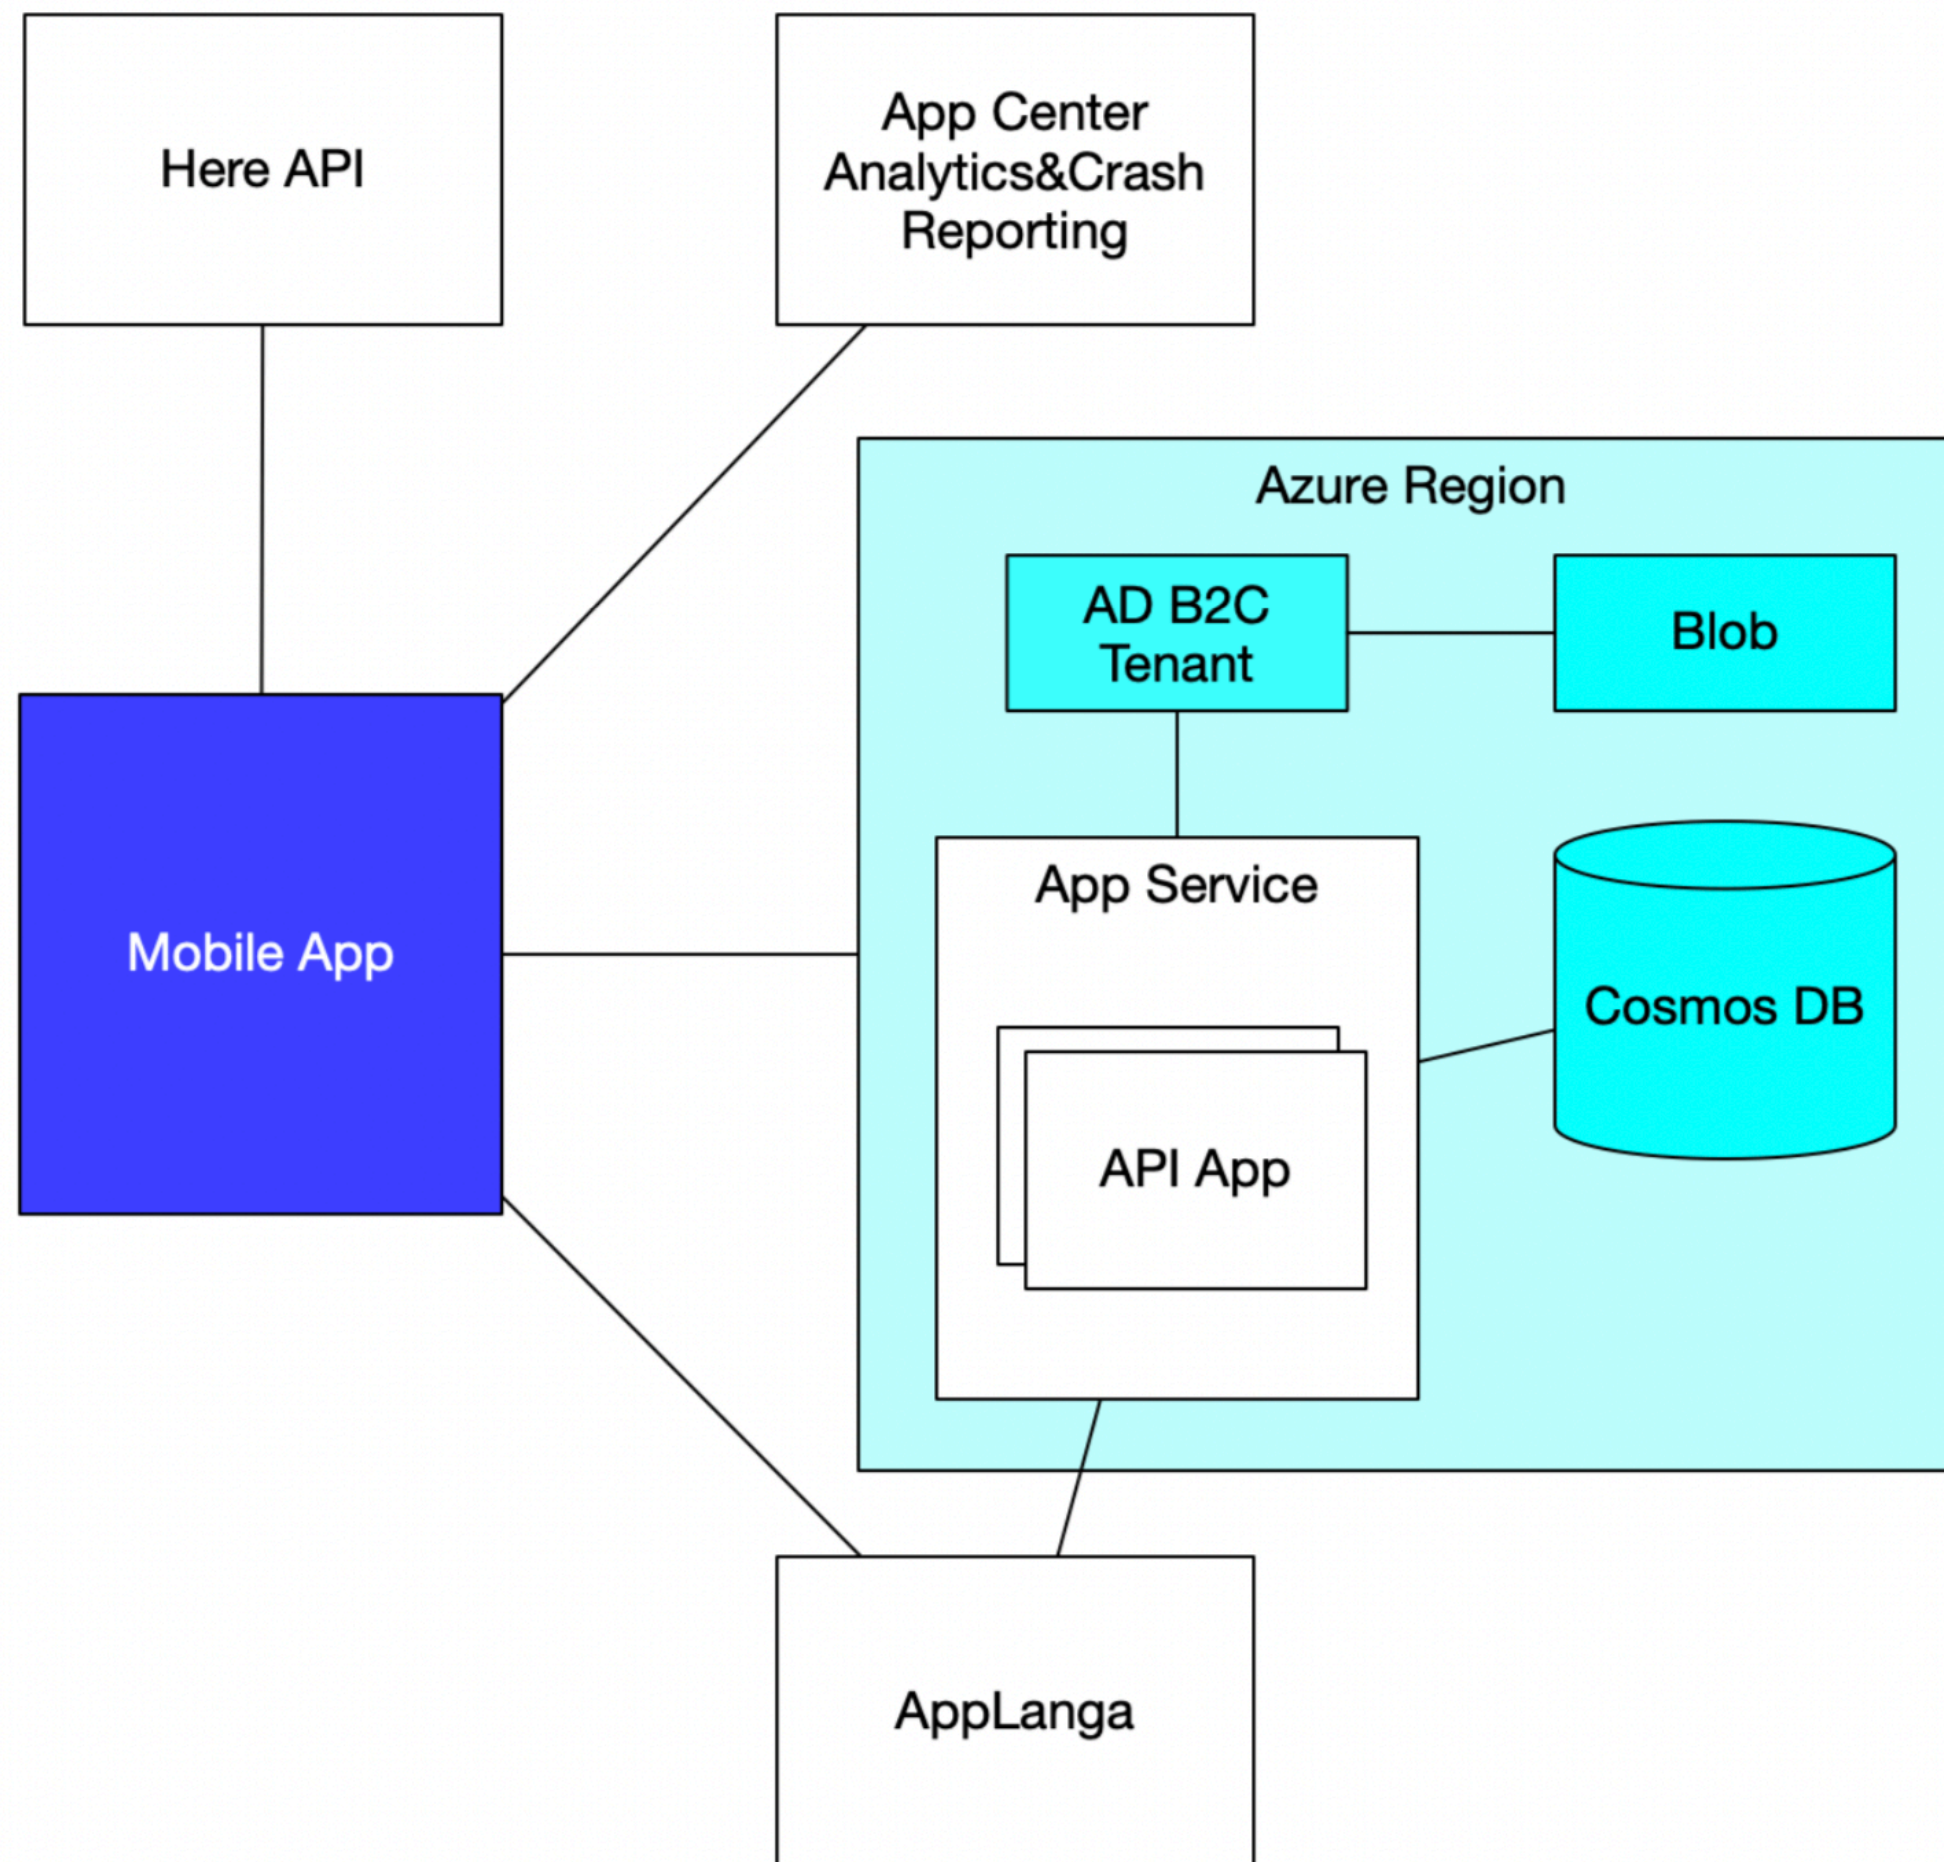 Here API
App Center
Analytics&Crash
Reporting
Azure Region
AD B2C
Tenant
Blob
App Service
Mobile App
Cosmos DB
API App
AppLanga